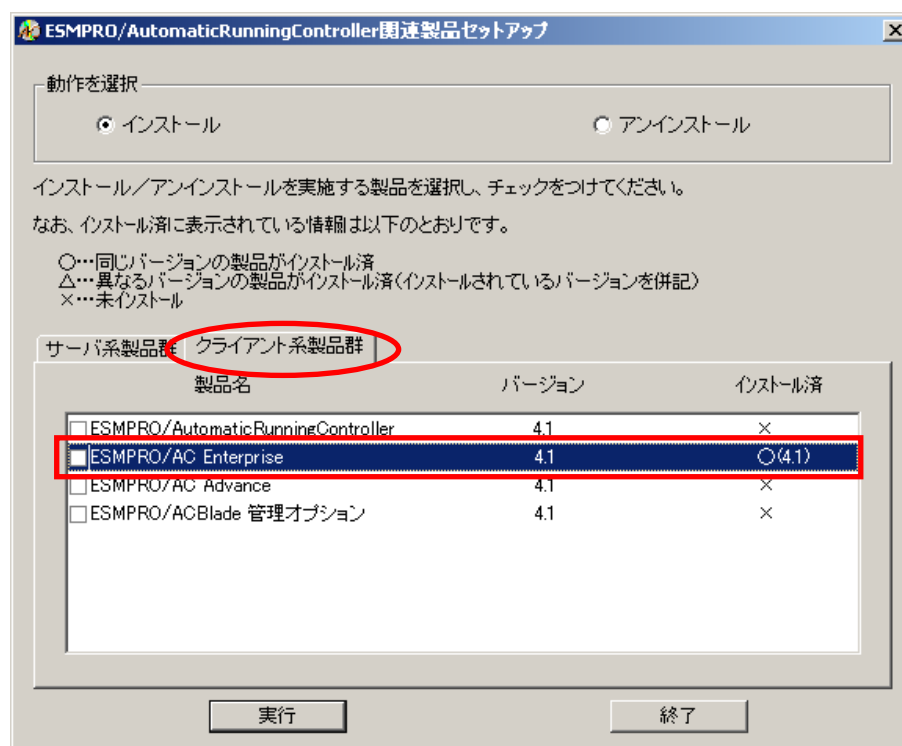 ESMPRO/AutomaticRunningController関連製品セットアップ
動作を選択
インストール
アンインストール
インストール／アンインストールを実施する製品を選択し、チェックをつけてください。
なお、インストール済に表示されている情報は以下のとおりです。
○…同じバージョンの製品がインストール済
△…異なるバージョンの製品がインストール済(インストールされているバージョンを併記)
×…未インストール
サーバ系製品群 クライアント系製品群
製品名 バージョン インストール済
ESMPRO/AutomaticRunningController 4.1 ×
ESMPRO/AC Enterprise 4.1 ○(4.1)
ESMPRO/AC Advance 4.1 ×
ESMPRO/ACBlade 管理オプション 4.1 ×
実行 終了